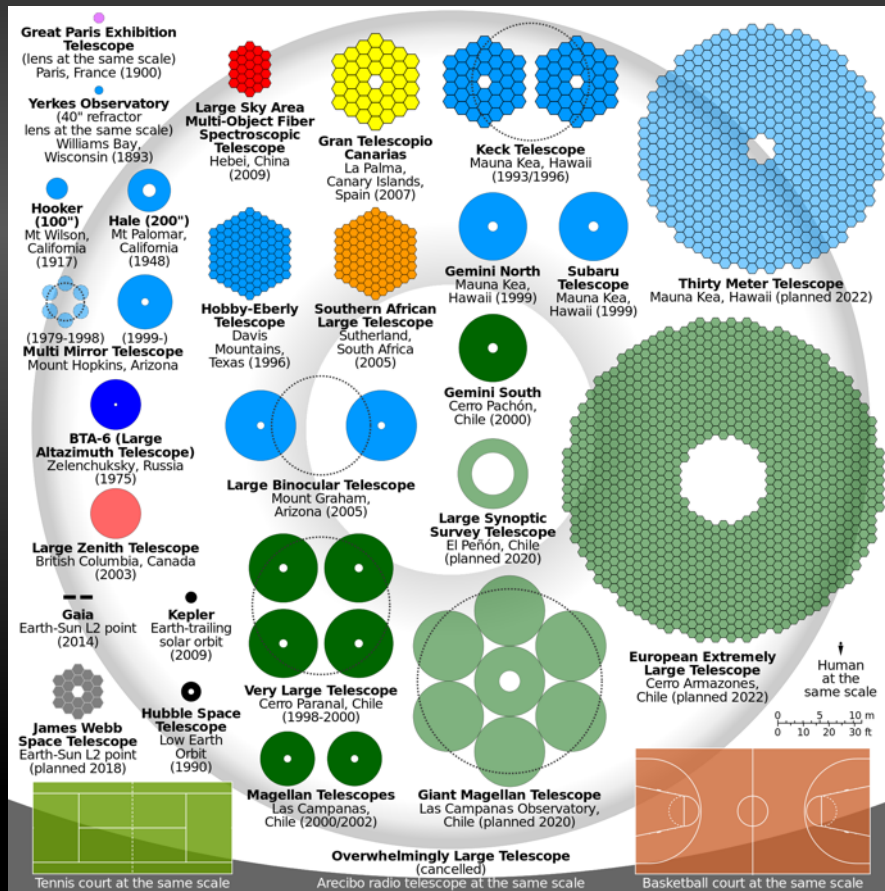 Great Paris Exhibition
Telescope
(lens at the same scale)
Paris, France (1900)
Yerkes Observatory
(40" refractor
lens at the same scale)
Williams Bay,
Wisconsin (1893)
Hooker
(100")
Mt Wilson,
California
(1917)
Hale (200")
Mt Palomar,
California
(1948)
(1979-1998)
(1999-)
Multi Mirror Telescope
Mount Hopkins, Arizona
BTA-6 (Large
Altazimuth Telescope)
Zelenchuksky, Russia
(1975)
Large Zenith Telescope
British Columbia, Canada
(2003)
Gaia
Earth-Sun L2 point
(2014)
Kepler
Earth-trailing
solar orbit
(2009)
James Webb
Space Telescope
Earth-Sun L2 point
(planned 2018)
Hubble Space
Telescope
Low Earth
Orbit
(1990)
Large Sky Area
Multi-Object Fiber
Spectroscopic
Telescope
Hebei, China
(2009)
Gran Telescopio
Canarias
La Palma,
Canary Islands,
Spain (2007)
Keck Telescope
Mauna Kea, Hawaii
(1993/1996)
Hobby-Eberly
Telescope
Davis
Mountains,
Texas (1996)
Southern African
Large Telescope
Sutherland,
South Africa
(2005)
Gemini North
Mauna Kea,
Hawaii (1999)
Subaru
Telescope
Mauna Kea,
Hawaii (1999)
Thirty Meter Telescope
Mauna Kea, Hawaii (planned 2022)
Gemini South
Cerro Pachón,
Chile (2000)
Large Binocular Telescope
Mount Graham,
Arizona (2005)
Large Synoptic
Survey Telescope
El Peñón, Chile
(planned 2020)
Very Large Telescope
Cerro Paranal, Chile
(1998-2000)
Magellan Telescopes
Las Campanas,
Chile (2000/2002)
Giant Magellan Telescope
Las Campanas Observatory,
Chile (planned 2020)
European Extremely
Large Telescope
Cerro Armazones,
Chile (planned 2022)
Human
at the
same scale
0 5 10 m
0 30 ft
Overwhelmingly Large Telescope
(cancelled)
Tennis court at the same scale
Arecibo radio telescope at the same scale
Basketball court at the same scale